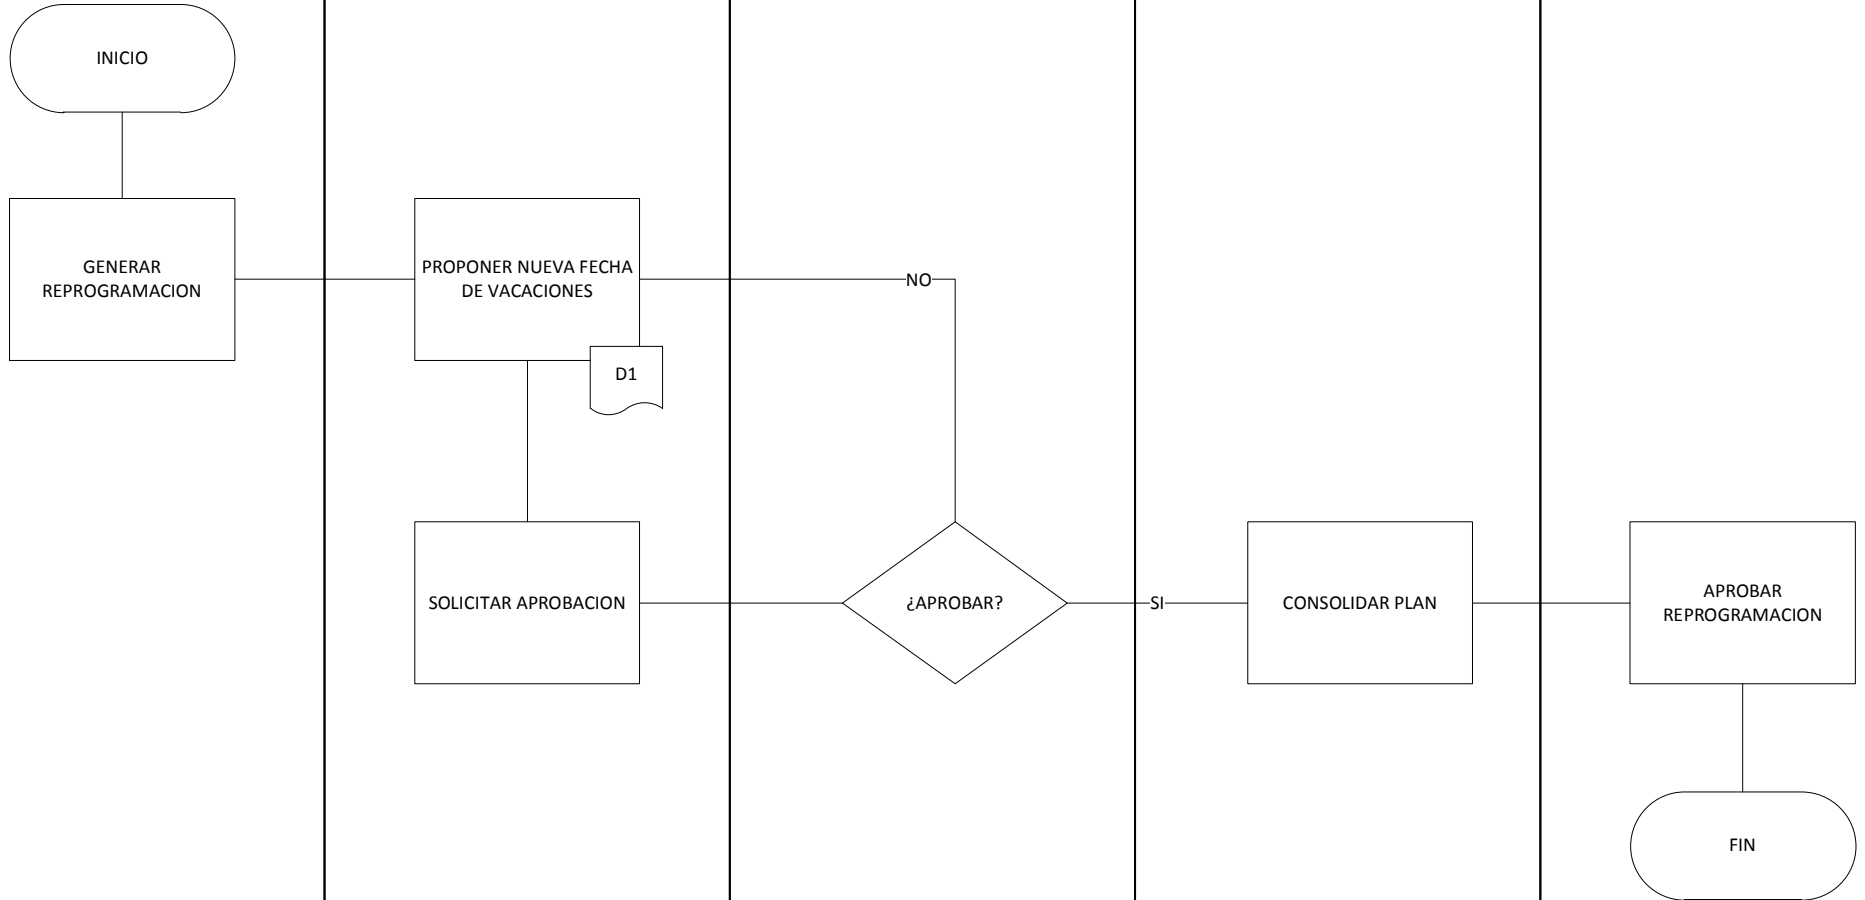 INICIO
GENERAR
REPROGRAMACION
PROPONER NUEVA FECHA
DE VACACIONES
NO
D1
SOLICITAR APROBACION
¿APROBAR?
SI
CONSOLIDAR PLAN
APROBAR
REPROGRAMACION
FIN